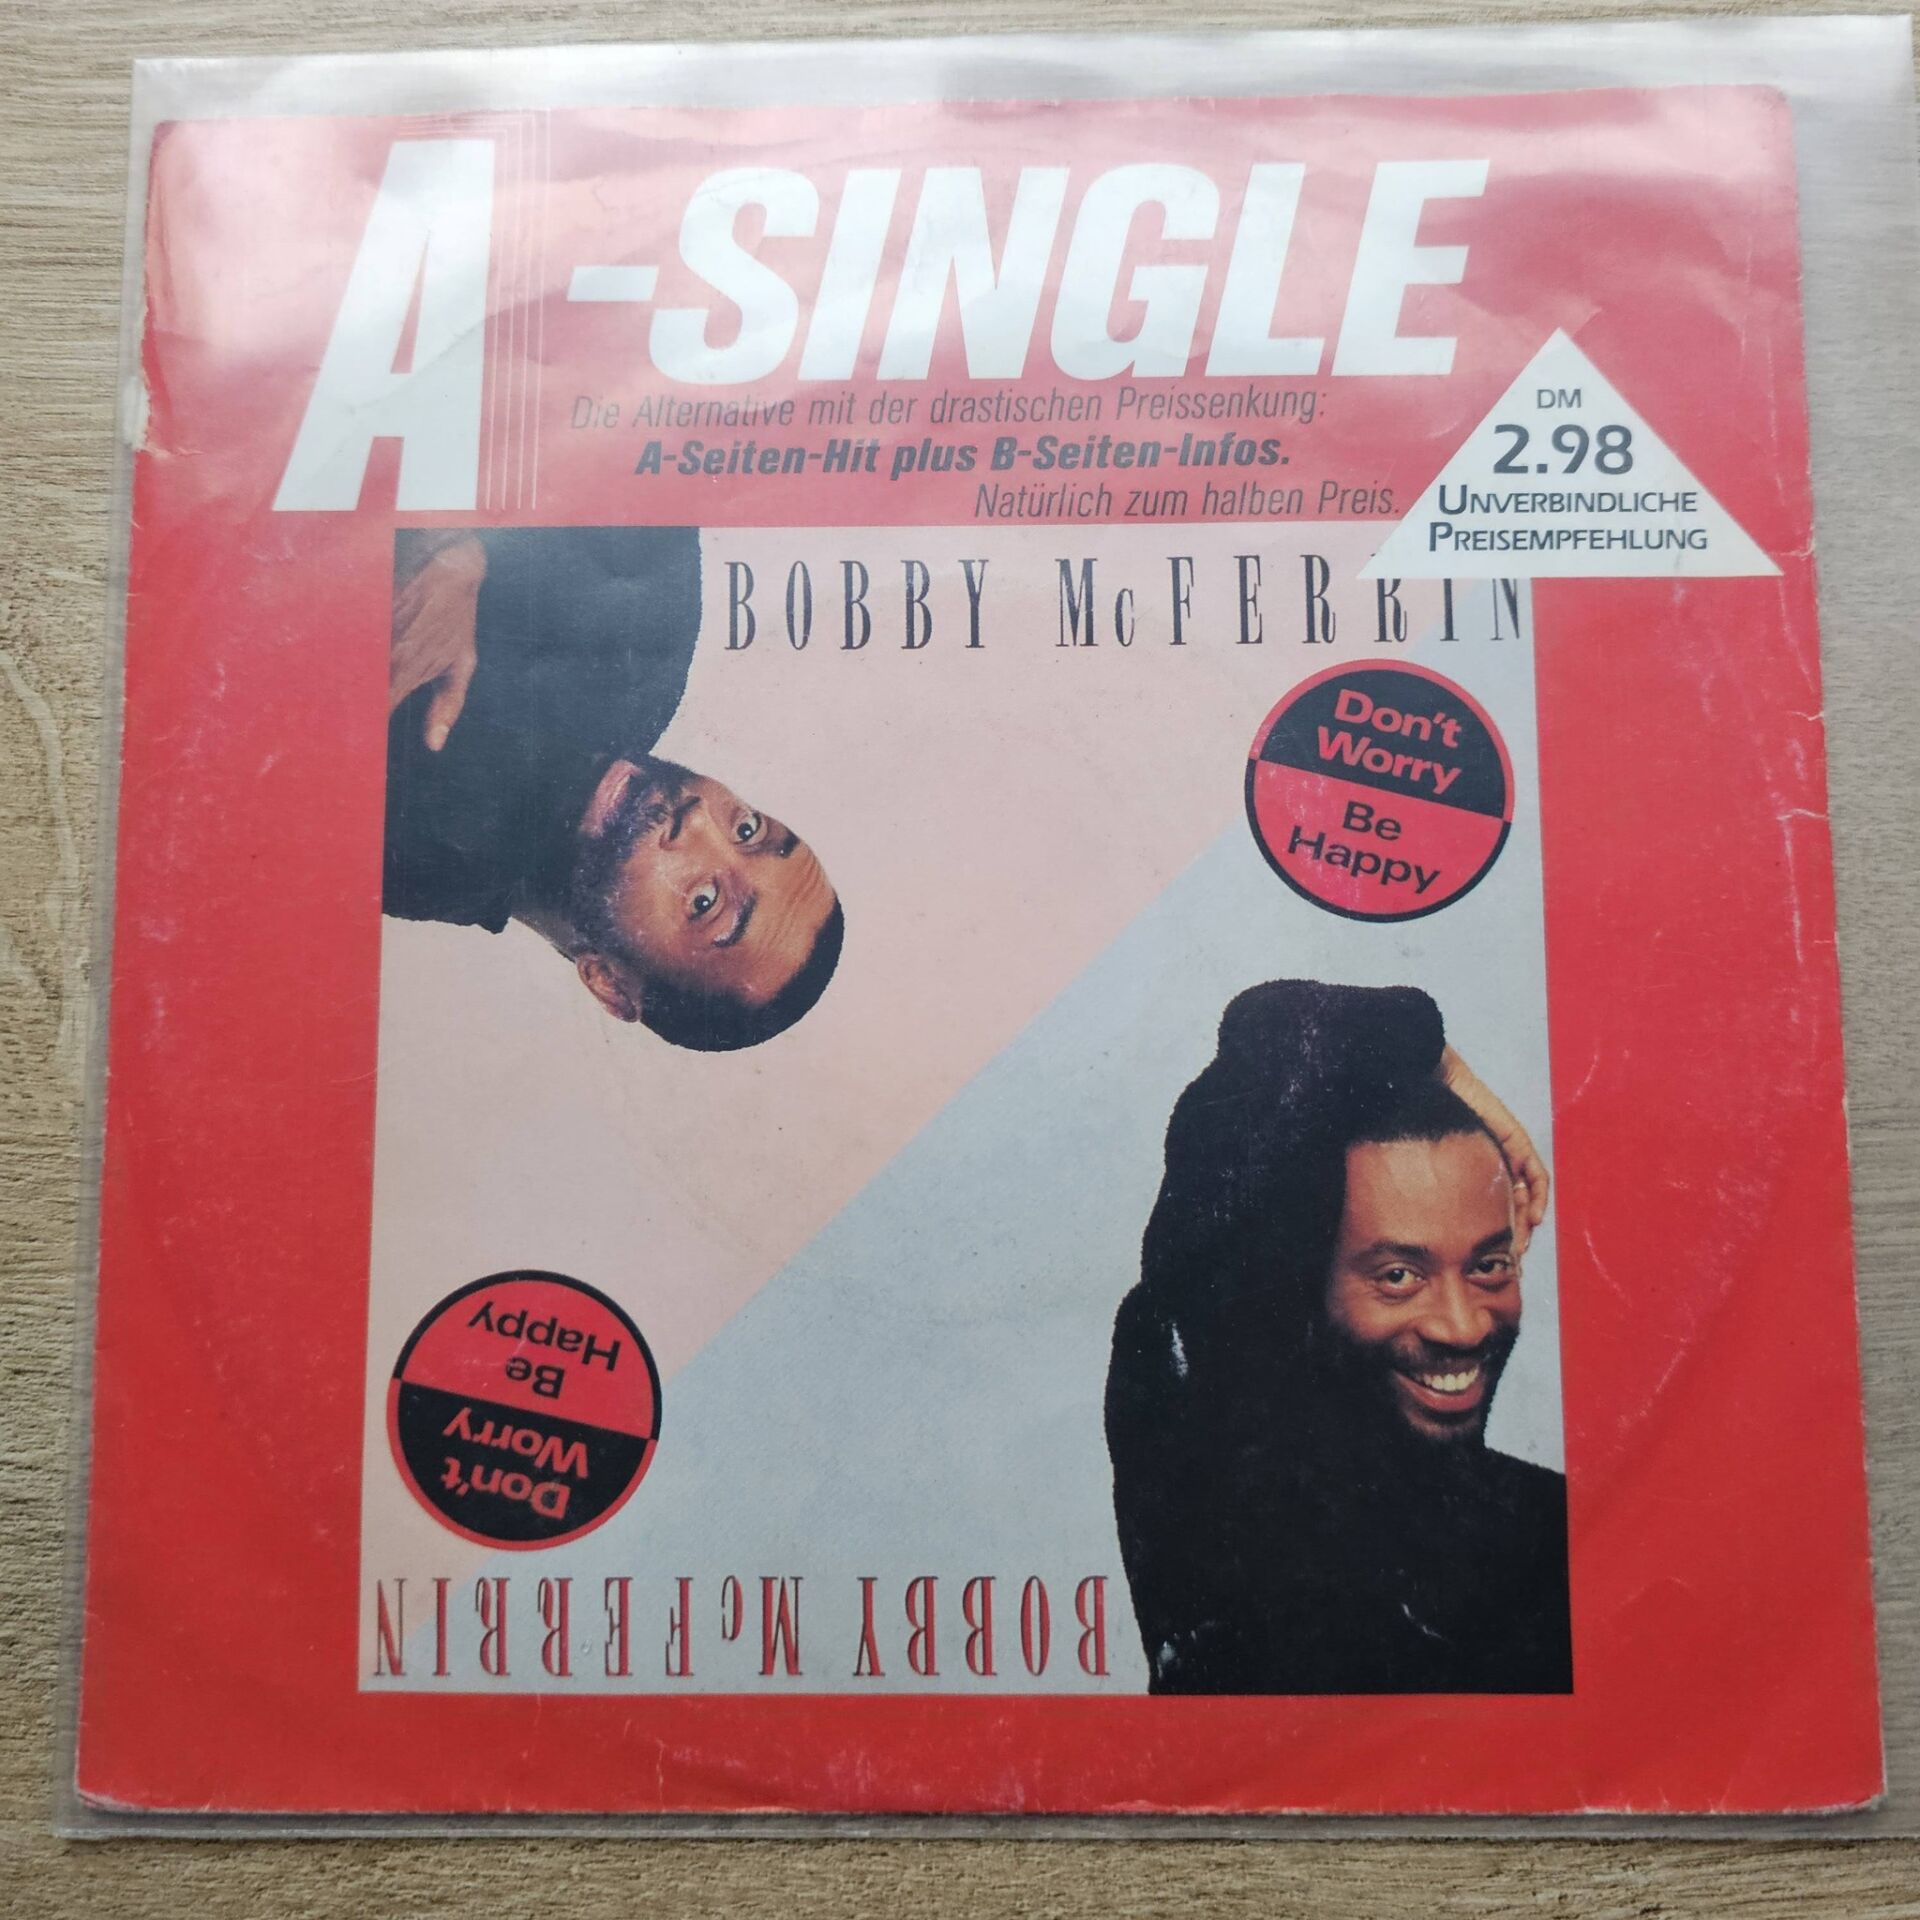 A-SINGLE
Die Alternative mit der drastischen Preissenkung:
A-Seiten-Hit plus B-Seiten-Infos.
Natürlich zum halben Preis.
DM
2.98
UNVERBINDLICHE
PREISEMPFEHLUNG
BOBBY McFERRIN
Don't
Worry
Be
Happy
Don't
Worry
Be
Happy
BOBBY McFERRIN